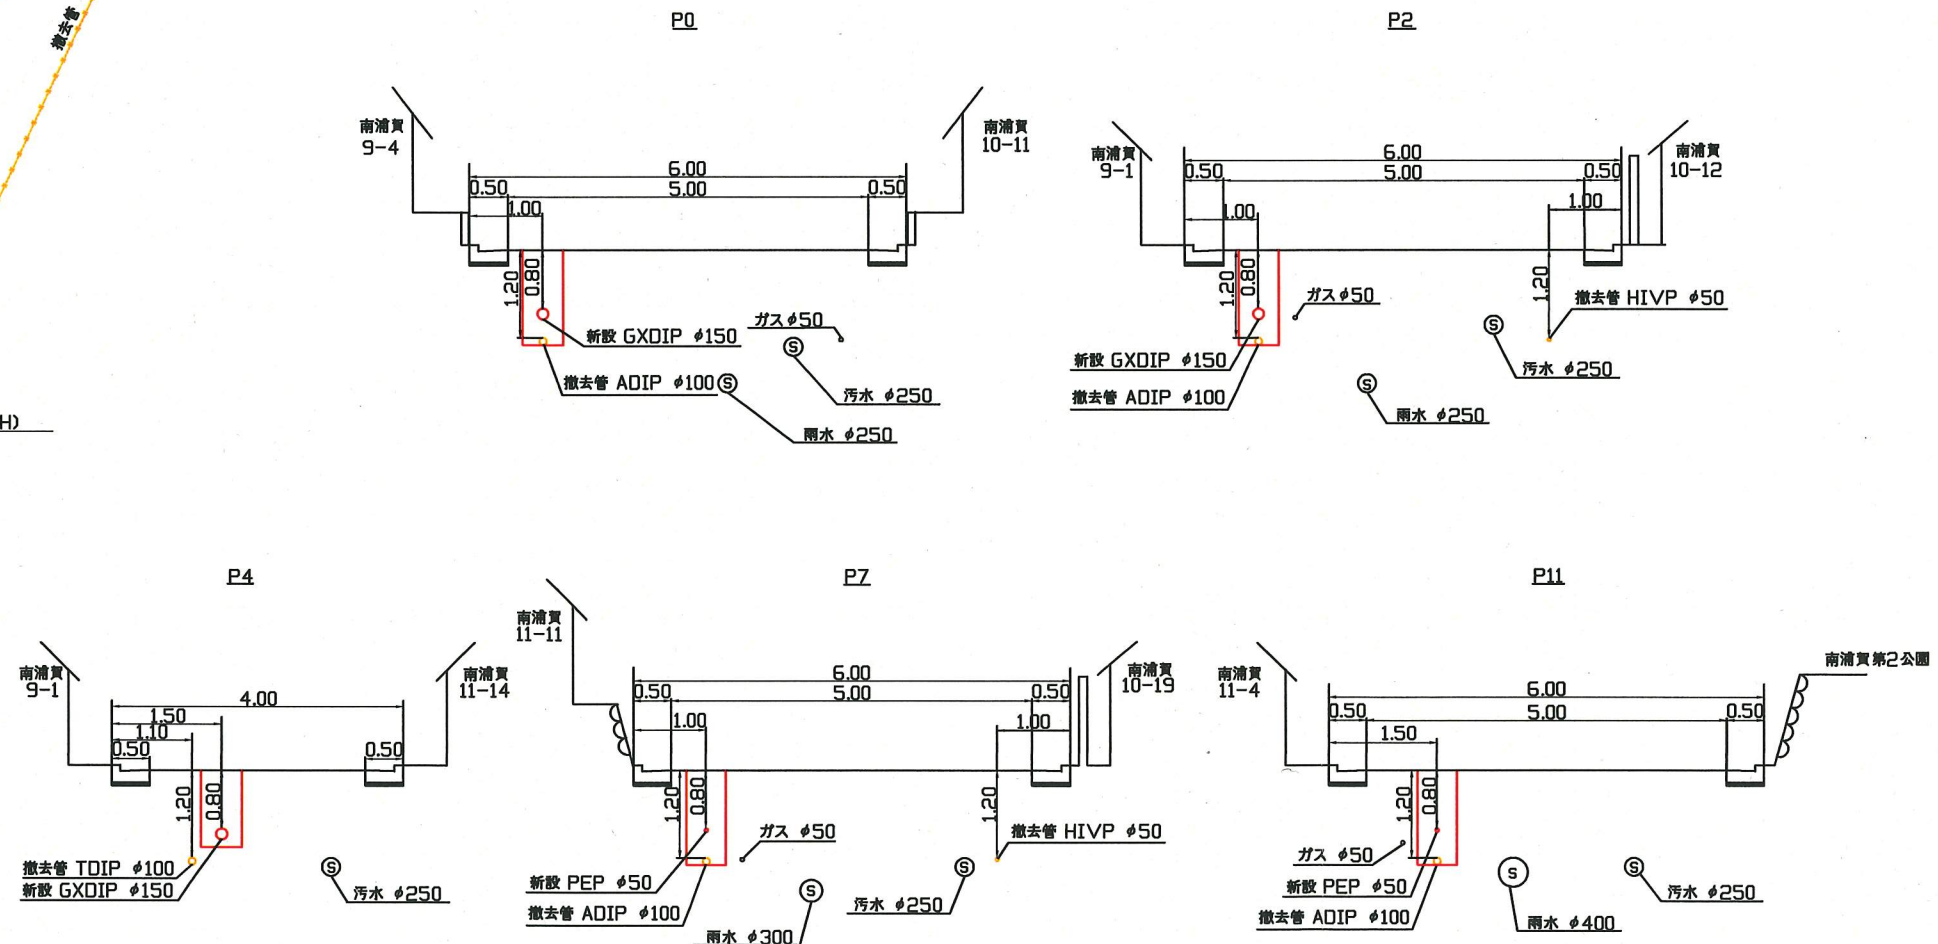 撤去管
H)
P0
南浦賀
9-4
南浦賀
10-11
6.00
0.50
5.00
0.50
1.00
1.20
0.80
ガスφ50
新設 GXDIP φ150
撤去管 ADIP φ100
汚水 φ250
雨水 φ250
P2
南浦賀
9-1
南浦賀
10-12
6.00
0.50
5.00
0.50
1.00
1.00
1.20
0.80
1.20
ガスφ50
撤去管 HIVP φ50
新設 GXDIP φ150
汚水 φ250
撤去管 ADIP φ100
雨水 φ250
P4
南浦賀
9-1
南浦賀
11-14
4.00
1.50
1.10
0.50
0.50
1.20
0.80
撤去管 TDIP φ100
新設 GXDIP φ150
汚水 φ250
P7
南浦賀
11-11
南浦賀
10-19
6.00
0.50
5.00
0.50
1.00
1.00
1.20
0.80
1.20
ガス φ50
撤去管 HIVP φ50
新設 PEP φ50
汚水 φ250
撤去管 ADIP φ100
雨水 φ300
P11
南浦賀
11-4
南浦賀第2公園
6.00
0.50
5.00
0.50
1.50
1.20
0.80
ガス φ50
新設 PEP φ50
汚水 φ250
撤去管 ADIP φ100
雨水 φ400
S
S
S
S
S
S
S
S
S